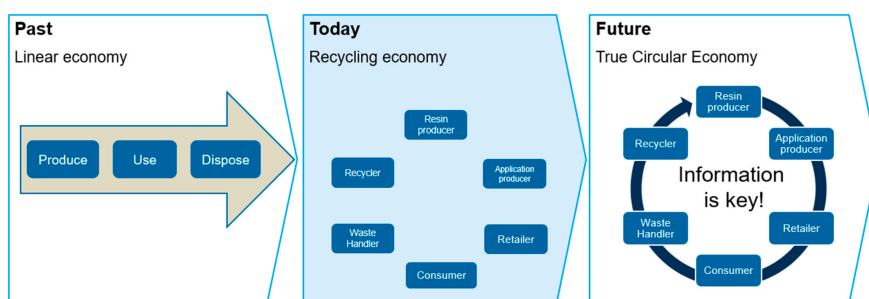 Past
Linear economy
Produce
Use
Dispose
Today
Recycling economy
Resin
producer
Recycler
Application
producer
Waste
Handler
Retailer
Consumer
Future
True Circular Economy
Resin
producer
Recycler
Application
producer
Information
is key!
Waste
Handler
Retailer
Consumer